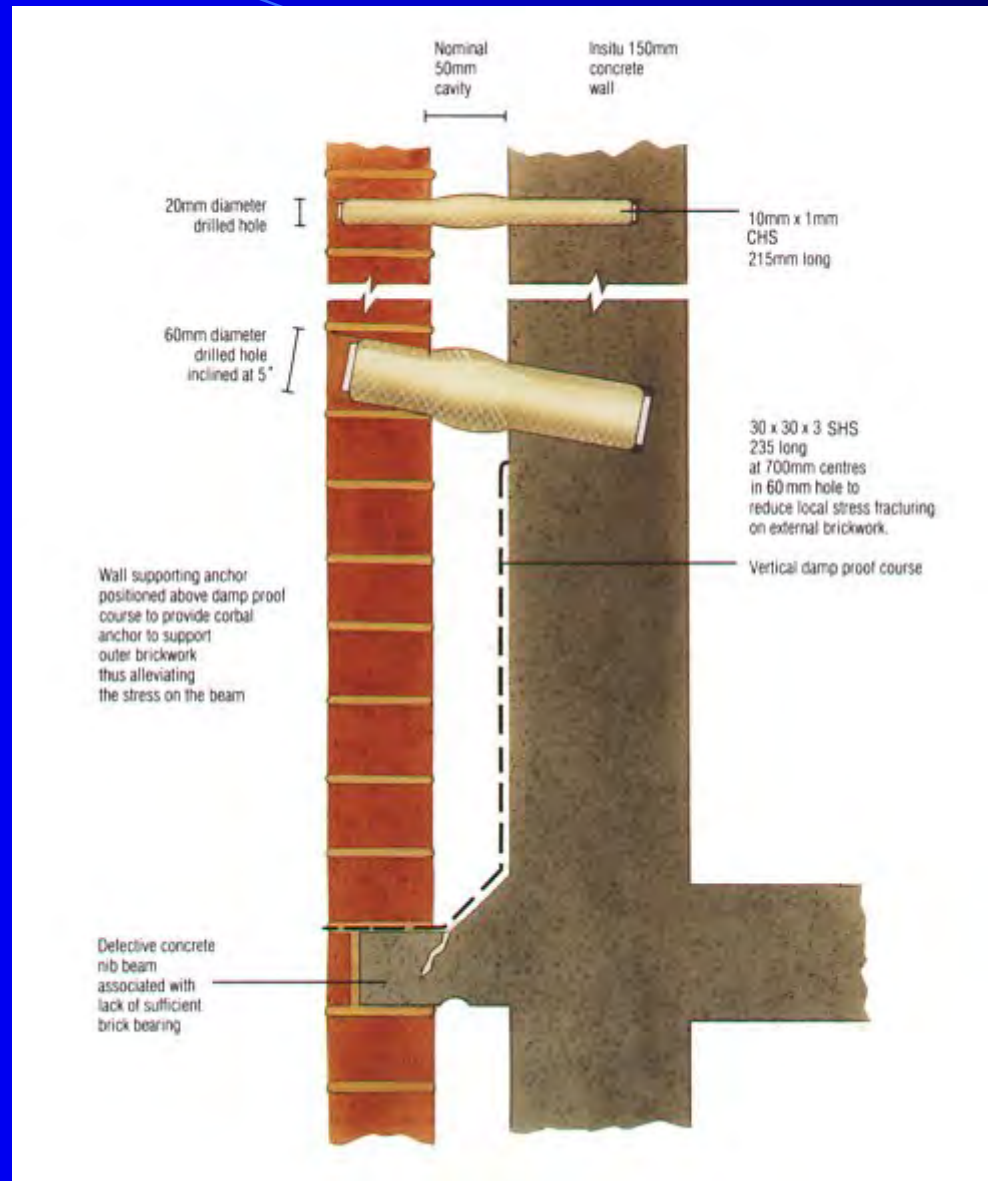 Nominal
50mm
cavity
Insitu 150mm
concrete
wall
20mm diameter
drilled hole
10mm x 1mm
CHS
215mm long
60mm diameter
drilled hole
inclined at 5°
30 x 30 x 3 SHS
235 long
at 700mm centres
in 60 mm hole to
reduce local stress fracturing
on external brickwork.
Vertical damp proof course
Wall supporting anchor
positioned above damp proof
course to provide corbal
anchor to support
outer brickwork
thus alleviating
the stress on the beam
Defective concrete
nib beam
associated with
lack of sufficient
brick bearing